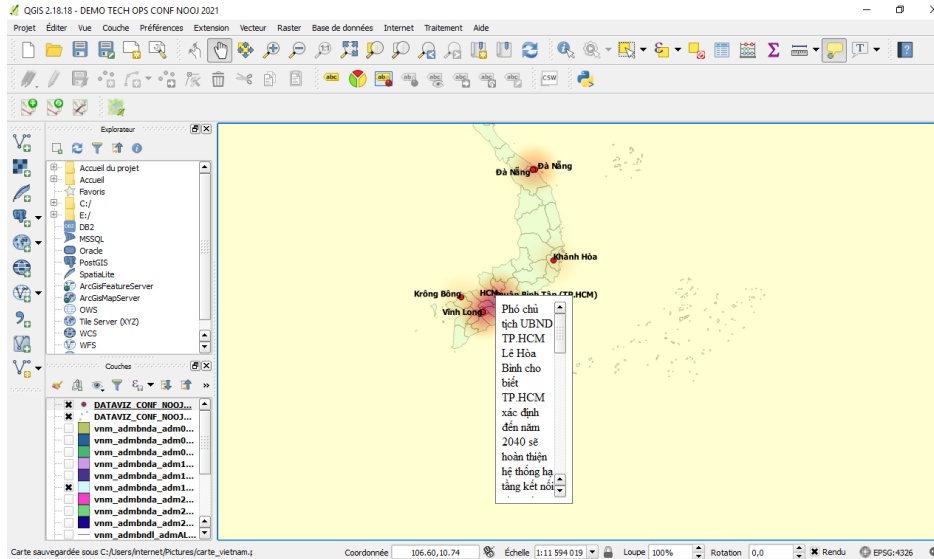 QGIS 2.18.18 - DEMO TECH OPS CONF NOOJ 2021
Projet Éditer Vue Couche Préférences Extension Vecteur Raster Base de données Internet Traitement Aide
abc
CSW
Explorateur
Accueil du projet
Accueil
Favoris
C:/
E:/
DB2
MSSQL
Oracle
PostGIS
SpatiaLite
ArcGisFeatureServer
ArcGisMapServer
OWS
Tile Server (XYZ)
WCS
WFS
Couches
DATAVIZ_CONF_NOOJ...
DATAVIZ_CONF_NOOJ...
vnm_admbnda_adm0...
vnm_admbnda_adm0...
vnm_admbnda_adm0...
vnm_admbnda_adm1...
vnm_admbnda_adm1...
vnm_admbnda_adm1...
vnm_admbnda_adm2...
vnm_admbnda_adm2...
vnm_admbnda_adm2...
vnm_admbndl_admAL...
Đà Nẵng
Đà Nẵng
Khánh Hòa
Krông Bông
HCM
Bình Tân (TP.HCM)
Vĩnh Long
Phó chủ
tịch UBND
TP.HCM
Lê Hòa
Bình cho
biết
TP.HCM
xác định
đến năm
2040 sẽ
hoàn thiện
hệ thống hạ
tầng kết nối
Carte sauvegardée sous C:/Users/internet/Pictures/carte_vietnam.p
Coordonnée 106.60,10.74 Échelle 1:11 594 019 Loupe 100% Rotation 0,0 Rendu EPSG:4326